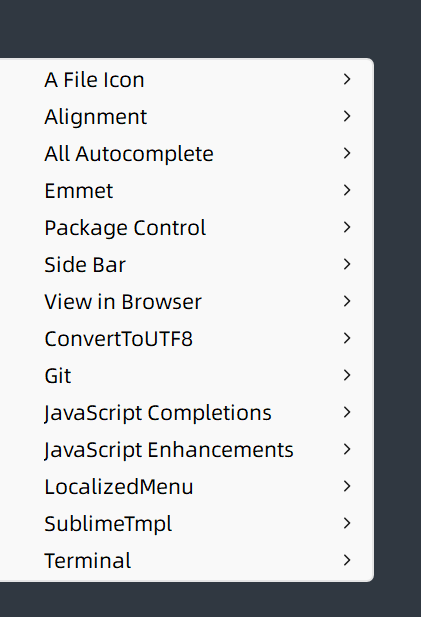 A File Icon
Alignment
All Autocomplete
Emmet
Package Control
Side Bar
View in Browser
ConvertToUTF8
Git
JavaScript Completions
JavaScript Enhancements
LocalizedMenu
SublimeTmpl
Terminal